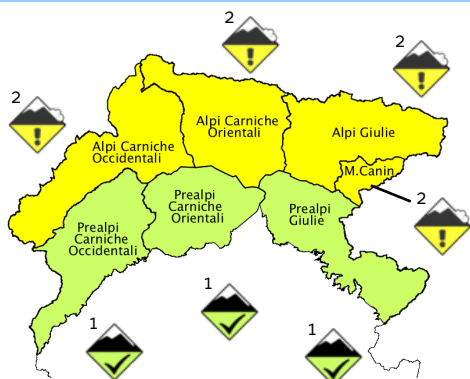 2
2
2
Alpi Carniche
Orientali
Alpi Giulie
Alpi Carniche
Occidentali
M.Canin
2
Prealpi
Carniche
Orientali
Prealpi
Giulie
Prealpi
Carniche
Occidentali
1
1
1